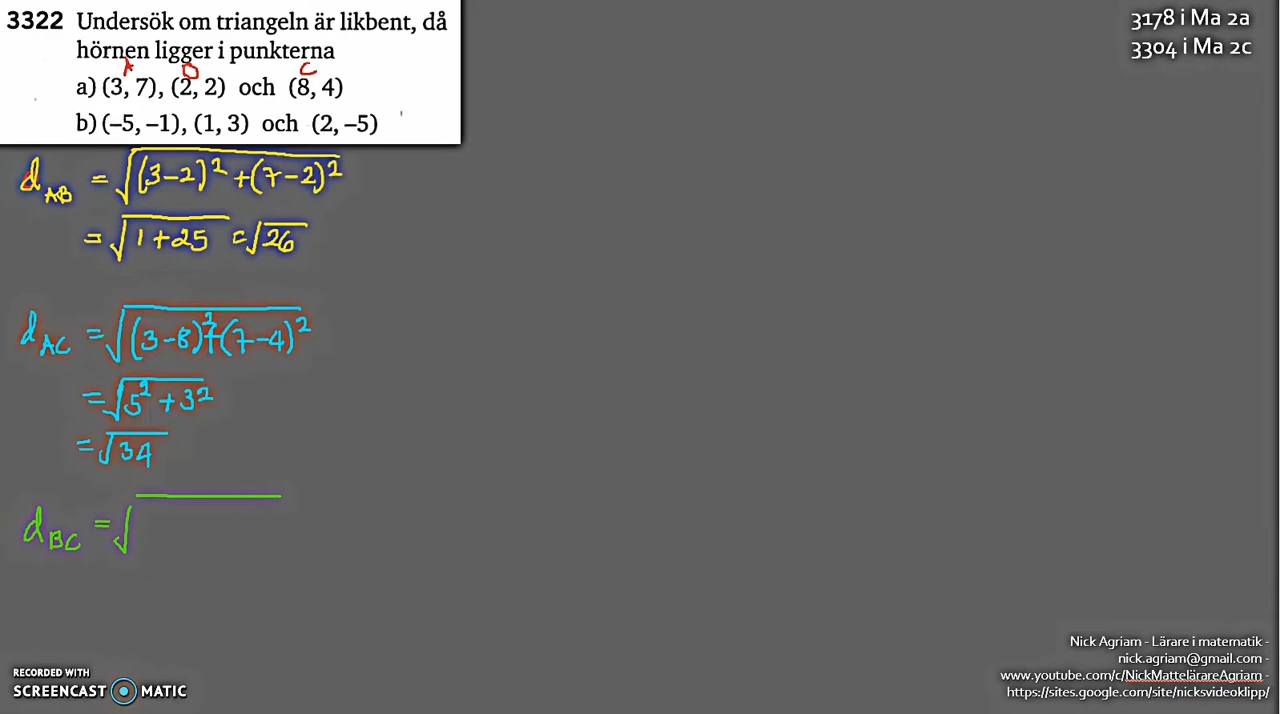 3322 Undersök om triangeln är likbent, då
hörnen ligger i punkterna
A B C
a) (3, 7), (2, 2) och (8, 4)
b) (–5, –1), (1, 3) och (2, –5)
3178 i Ma 2a
3304 i Ma 2c
d_AB = √((3-2)² + (7-2)²)
= √(1+25) = √26
d_AC = √((3-8)² + (7-4)²)
= √(5² + 3²)
= √34
d_BC = √
Nick Agriam - Lärare i matematik -
nick.agriam@gmail.com -
www.youtube.com/c/NickMattelärareAgriam -
https://sites.google.com/site/nicksvideoklipp/
RECORDED WITH
SCREENCAST MATIC